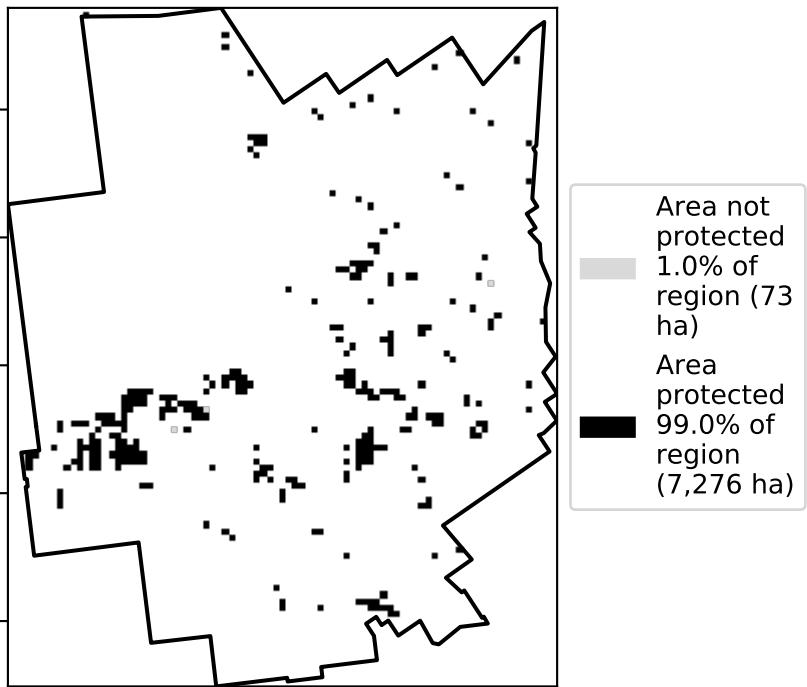 Area not
protected
1.0% of
region (73
ha)
Area
protected
99.0% of
region
(7,276 ha)